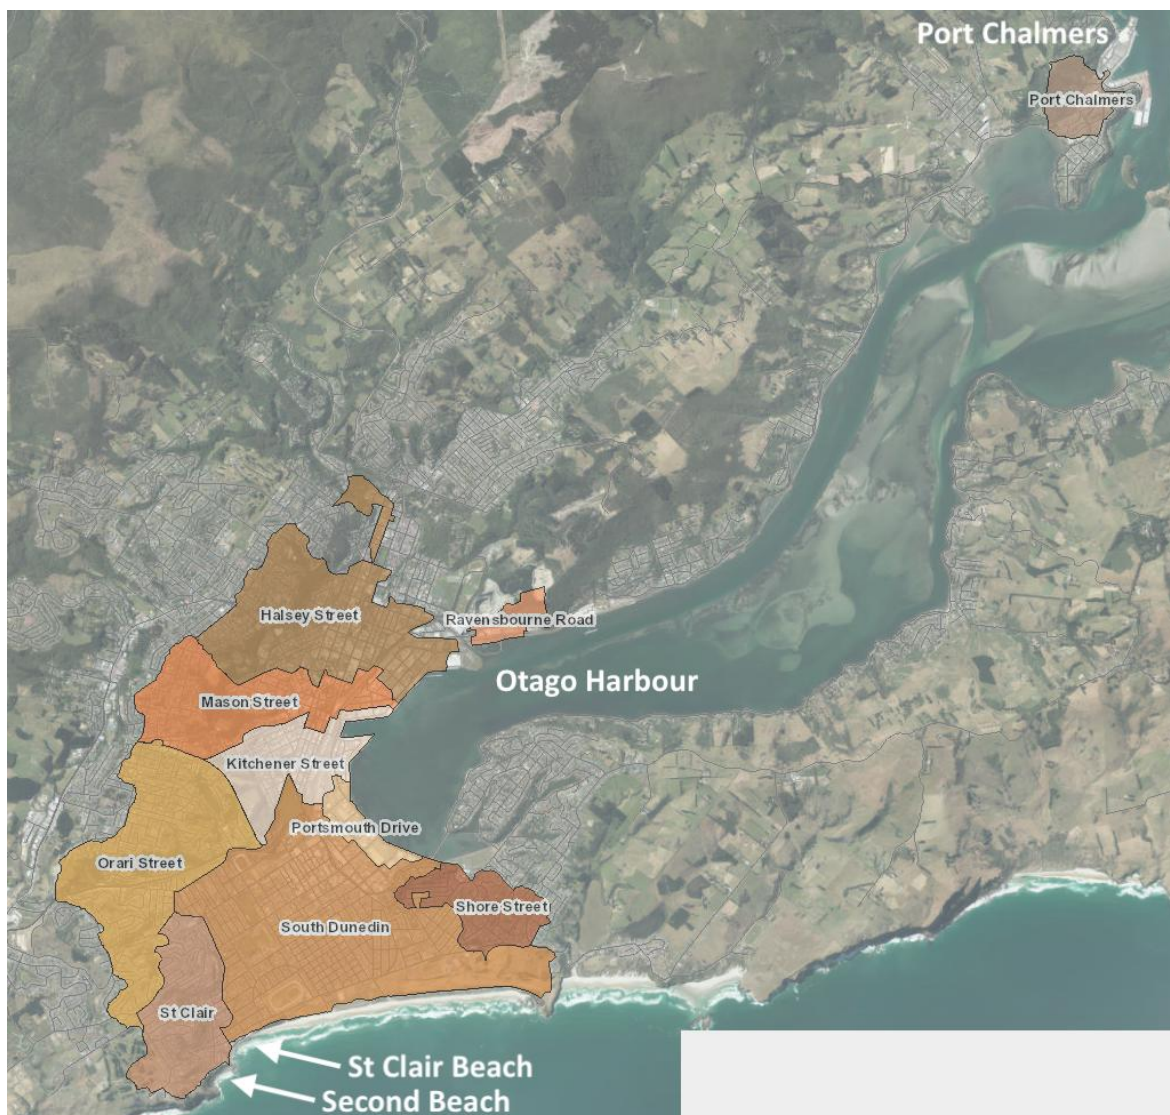 Port Chalmers
Port Chalmers
Halsey Street
Ravensbourne Road
Otago Harbour
Mason Street
Kitchener Street
Portsmouth Drive
Orari Street
Shore Street
South Dunedin
St Clair
St Clair Beach
Second Beach